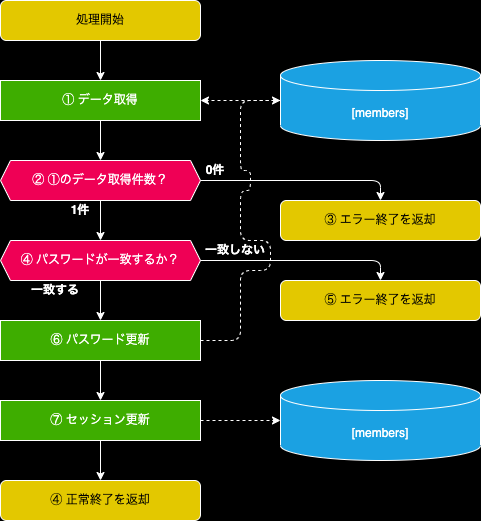 処理開始
① データ取得
[members]
② ①のデータ取得件数？
0件
1件
③ エラー終了を返却
④ パスワードが一致するか？
一致しない
一致する
⑤ エラー終了を返却
⑥ パスワード更新
⑦ セッション更新
[members]
④ 正常終了を返却